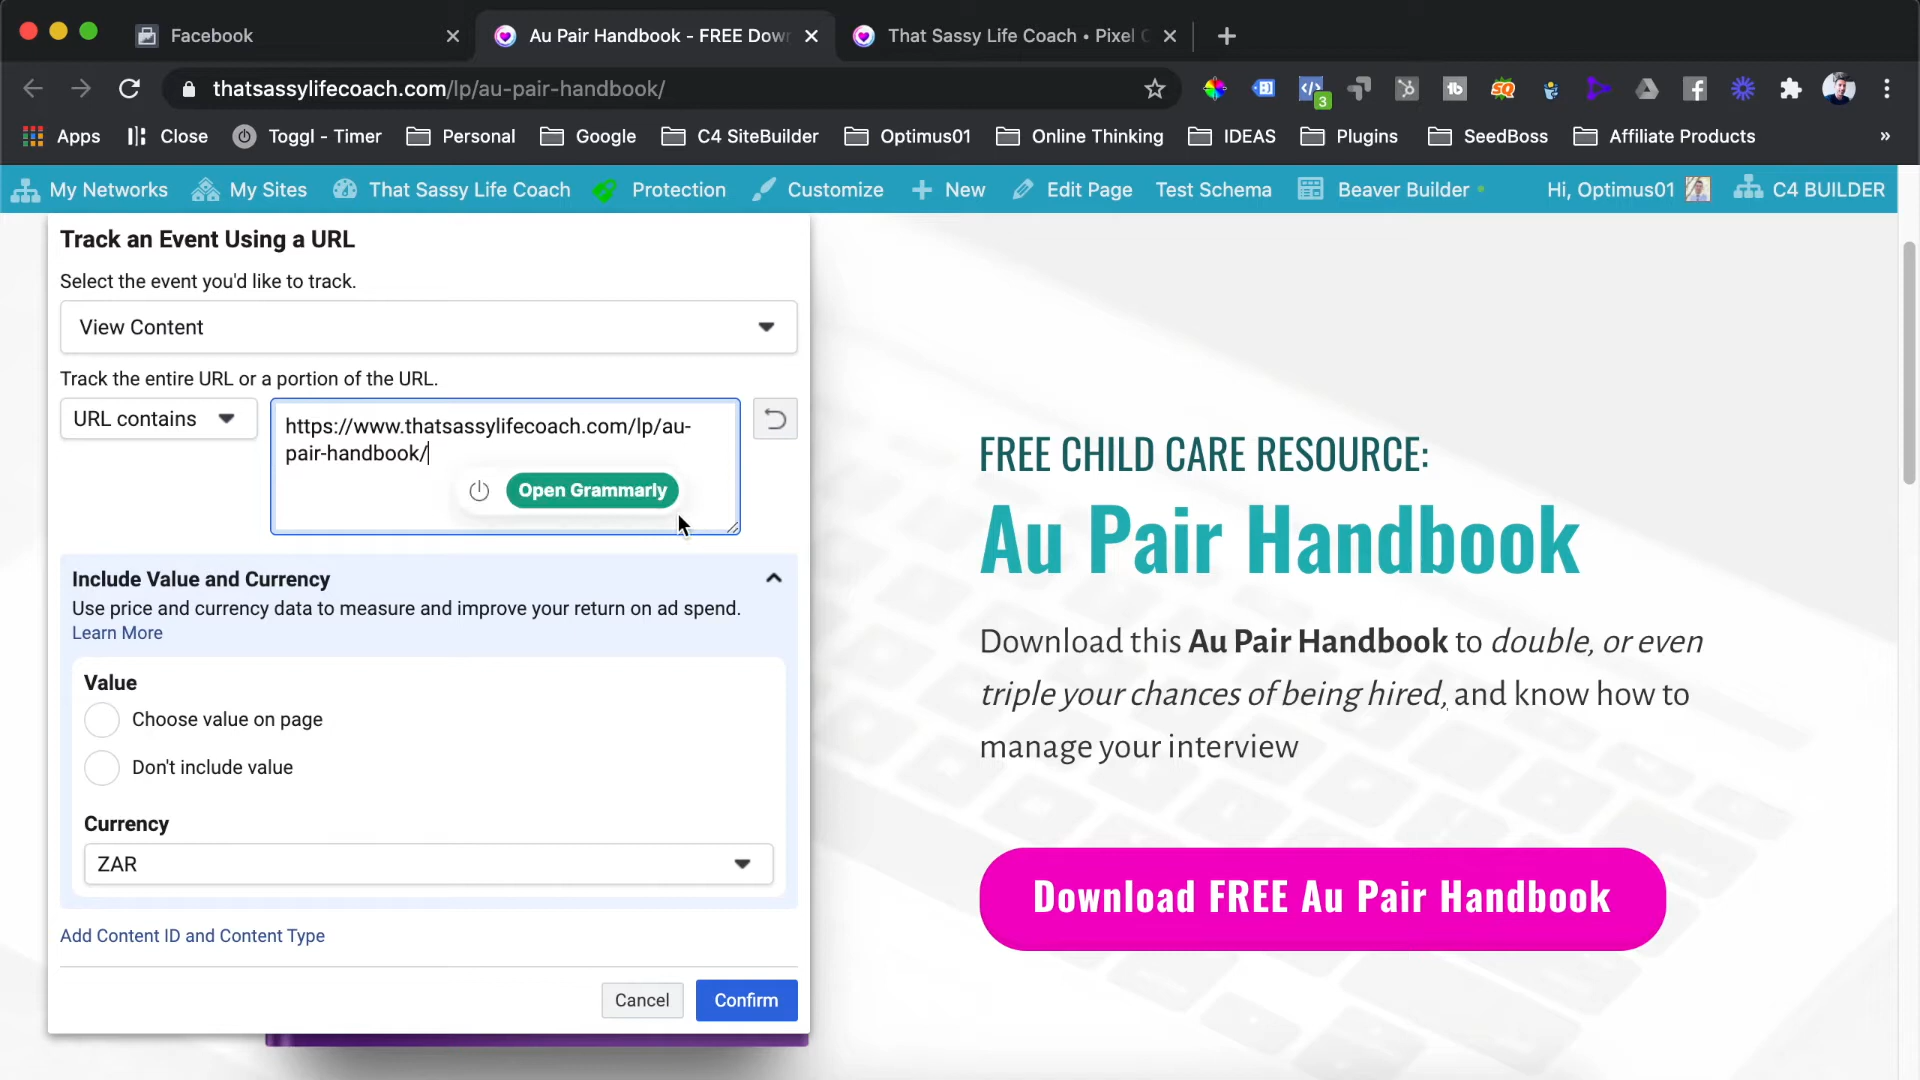 Facebook
Au Pair Handbook - FREE Dow
That Sassy Life Coach • Pixel C
thatsassylifecoach.com/lp/au-pair-handbook/
3
Apps
Close
Toggl - Timer
Personal
Google
C4 SiteBuilder
Optimus01
Online Thinking
IDEAS
Plugins
SeedBoss
Affiliate Products
»
My Networks
My Sites
That Sassy Life Coach
Protection
Customize
New
Edit Page
Test Schema
Beaver Builder
Hi, Optimus01
C4 BUILDER
Track an Event Using a URL
Select the event you'd like to track.
View Content
Track the entire URL or a portion of the URL.
URL contains
https://www.thatsassylifecoach.com/lp/au-
pair-handbook/
Open Grammarly
Include Value and Currency
Use price and currency data to measure and improve your return on ad spend.
Learn More
Value
Choose value on page
Don't include value
Currency
ZAR
Add Content ID and Content Type
Cancel
Confirm
FREE CHILD CARE RESOURCE:
Au Pair Handbook
Download this Au Pair Handbook to double, or even
triple your chances of being hired, and know how to
manage your interview
Download FREE Au Pair Handbook